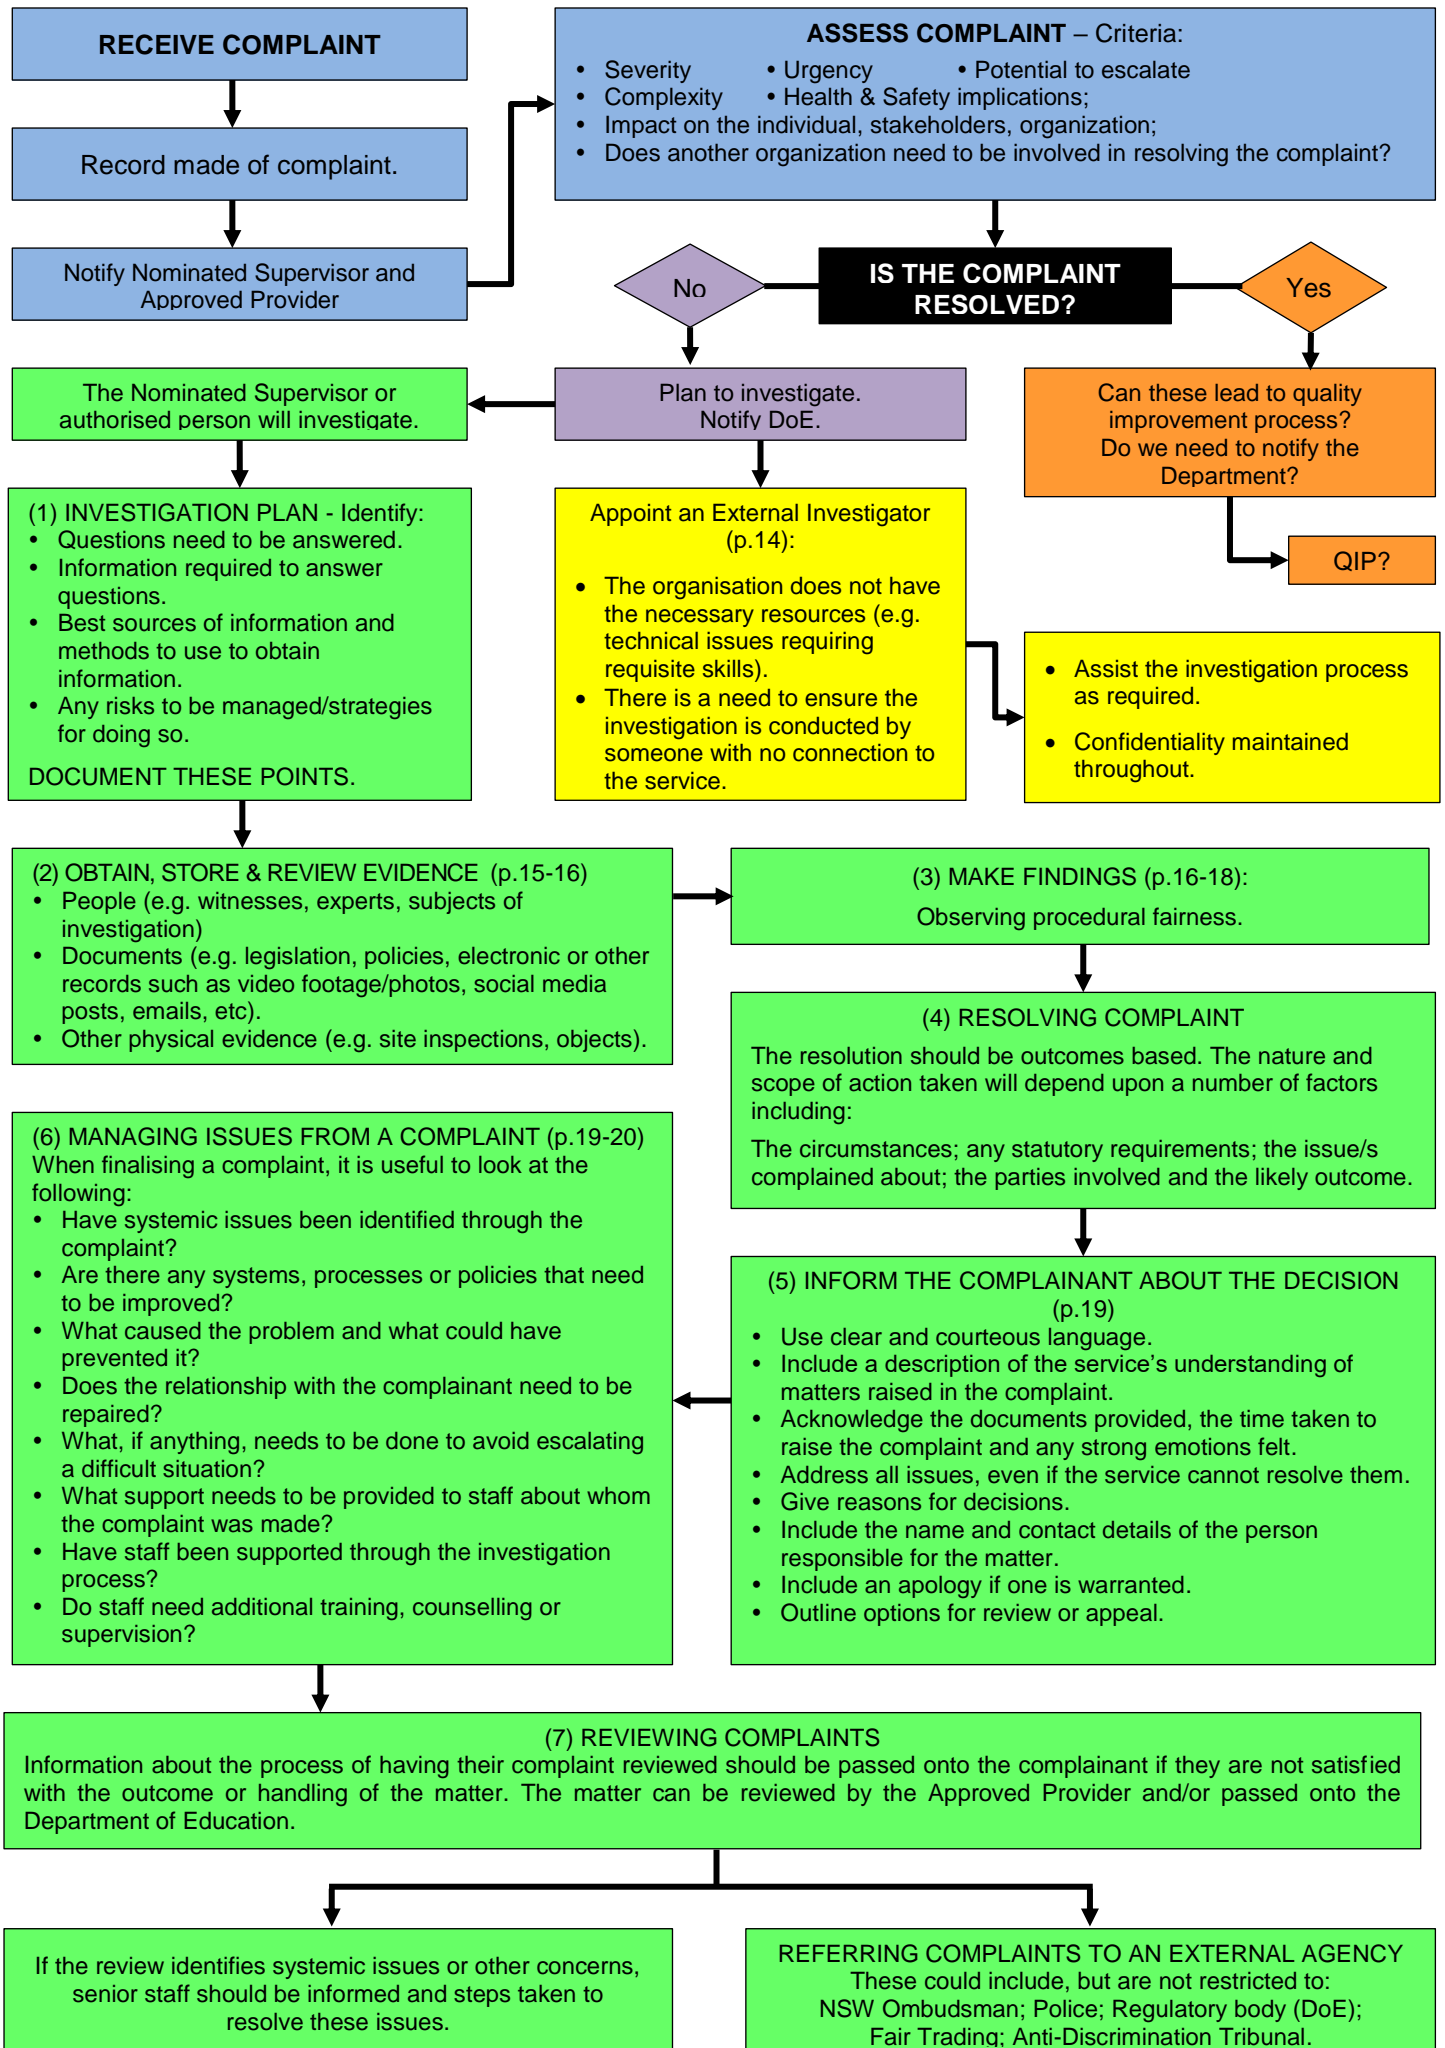 RECEIVE COMPLAINT
Record made of complaint.
Notify Nominated Supervisor and
Approved Provider
ASSESS COMPLAINT – Criteria:
• Severity • Urgency • Potential to escalate
• Complexity • Health & Safety implications;
• Impact on the individual, stakeholders, organization;
• Does another organization need to be involved in resolving the complaint?
IS THE COMPLAINT
RESOLVED?
No
Yes
Plan to investigate.
Notify DoE.
Can these lead to quality
improvement process?
Do we need to notify the
Department?
QIP?
The Nominated Supervisor or
authorised person will investigate.
Appoint an External Investigator
(p.14):
• The organisation does not have
the necessary resources (e.g.
technical issues requiring
requisite skills).
• There is a need to ensure the
investigation is conducted by
someone with no connection to
the service.
• Assist the investigation process
as required.
• Confidentiality maintained
throughout.
(1) INVESTIGATION PLAN - Identify:
• Questions need to be answered.
• Information required to answer
questions.
• Best sources of information and
methods to use to obtain
information.
• Any risks to be managed/strategies
for doing so.
DOCUMENT THESE POINTS.
(2) OBTAIN, STORE & REVIEW EVIDENCE (p.15-16)
• People (e.g. witnesses, experts, subjects of
investigation)
• Documents (e.g. legislation, policies, electronic or other
records such as video footage/photos, social media
posts, emails, etc).
• Other physical evidence (e.g. site inspections, objects).
(3) MAKE FINDINGS (p.16-18):
Observing procedural fairness.
(4) RESOLVING COMPLAINT
The resolution should be outcomes based. The nature and
scope of action taken will depend upon a number of factors
including:
The circumstances; any statutory requirements; the issue/s
complained about; the parties involved and the likely outcome.
(5) INFORM THE COMPLAINANT ABOUT THE DECISION
(p.19)
• Use clear and courteous language.
• Include a description of the service’s understanding of
matters raised in the complaint.
• Acknowledge the documents provided, the time taken to
raise the complaint and any strong emotions felt.
• Address all issues, even if the service cannot resolve them.
• Give reasons for decisions.
• Include the name and contact details of the person
responsible for the matter.
• Include an apology if one is warranted.
• Outline options for review or appeal.
(6) MANAGING ISSUES FROM A COMPLAINT (p.19-20)
When finalising a complaint, it is useful to look at the
following:
• Have systemic issues been identified through the
complaint?
• Are there any systems, processes or policies that need
to be improved?
• What caused the problem and what could have
prevented it?
• Does the relationship with the complainant need to be
repaired?
• What, if anything, needs to be done to avoid escalating
a difficult situation?
• What support needs to be provided to staff about whom
the complaint was made?
• Have staff been supported through the investigation
process?
• Do staff need additional training, counselling or
supervision?
(7) REVIEWING COMPLAINTS
Information about the process of having their complaint reviewed should be passed onto the complainant if they are not satisfied
with the outcome or handling of the matter. The matter can be reviewed by the Approved Provider and/or passed onto the
Department of Education.
If the review identifies systemic issues or other concerns,
senior staff should be informed and steps taken to
resolve these issues.
REFERRING COMPLAINTS TO AN EXTERNAL AGENCY
These could include, but are not restricted to:
NSW Ombudsman; Police; Regulatory body (DoE);
Fair Trading; Anti-Discrimination Tribunal.